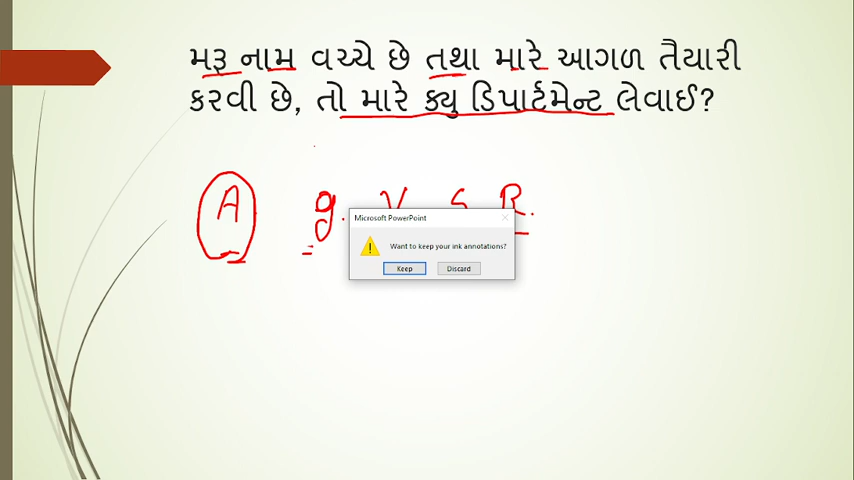 મરૂ નામ વચ્ચે છે તથા મારે આગળ તૈયારી
કરવી છે, તો મારે ક્યુ ડિપાર્ટમેન્ટ લેવાઈ?
A g. V S R.
Microsoft PowerPoint
Want to keep your ink annotations?
Keep Discard